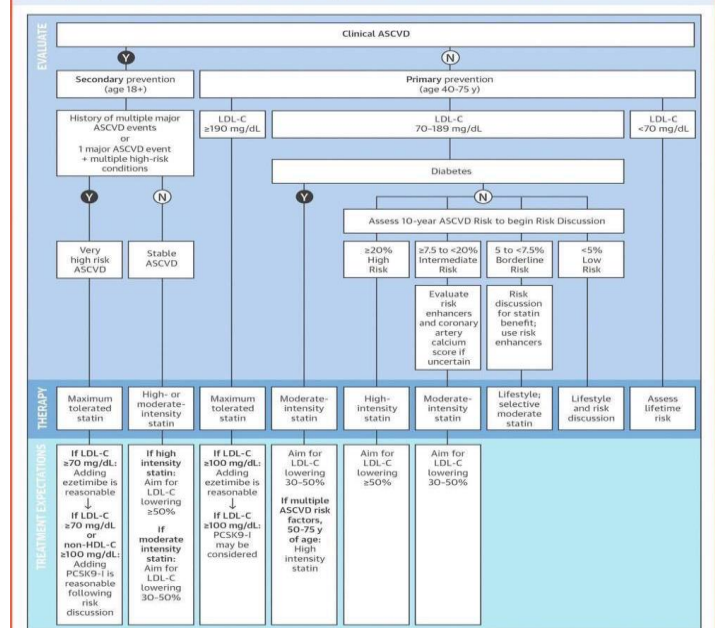 EVALUATE
Clinical ASCVD
Y
N
Secondary prevention
(age 18+)
Primary prevention
(age 40-75 y)
History of multiple major
ASCVD events
or
1 major ASCVD event
+ multiple high-risk
conditions
LDL-C
≥190 mg/dL
LDL-C
70-189 mg/dL
LDL-C
<70 mg/dL
Diabetes
Y
N
Y
N
Assess 10-year ASCVD Risk to begin Risk Discussion
Very
high risk
ASCVD
Stable
ASCVD
≥20%
High
Risk
≥7.5 to <20%
Intermediate
Risk
5 to <7.5%
Borderline
Risk
<5%
Low
Risk
Evaluate
risk
enhancers
and coronary
artery
calcium
score if
uncertain
Risk
discussion
for statin
benefit;
use risk
enhancers
THERAPY
Maximum
tolerated
statin
High- or
moderate-
intensity
statin
Maximum
tolerated
statin
Moderate-
intensity
statin
High-
intensity
statin
Moderate-
intensity
statin
Lifestyle;
selective
moderate
statin
Lifestyle
and risk
discussion
Assess
lifetime
risk
TREATMENT EXPECTATIONS
If LDL-C
≥70 mg/dL:
Adding
ezetimibe is
reasonable
↓
If LDL-C
≥70 mg/dL
or
non-HDL-C
≥100 mg/dL:
Adding
PCSK9-I is
reasonable
following
risk
discussion
If high
intensity
statin:
Aim for
LDL-C
lowering
≥50%
If
moderate
intensity
statin:
Aim for
LDL-C
lowering
30-50%
If LDL-C
≥100 mg/dL:
Adding
ezetimibe is
reasonable
↓
If LDL-C
≥100 mg/dL:
PCSK9-I
may be
considered
Aim for
LDL-C
lowering
30-50%
If multiple
ASCVD risk
factors,
50-75 y
of age:
High
intensity
statin
Aim for
LDL-C
lowering
≥50%
Aim for
LDL-C
lowering
30-50%